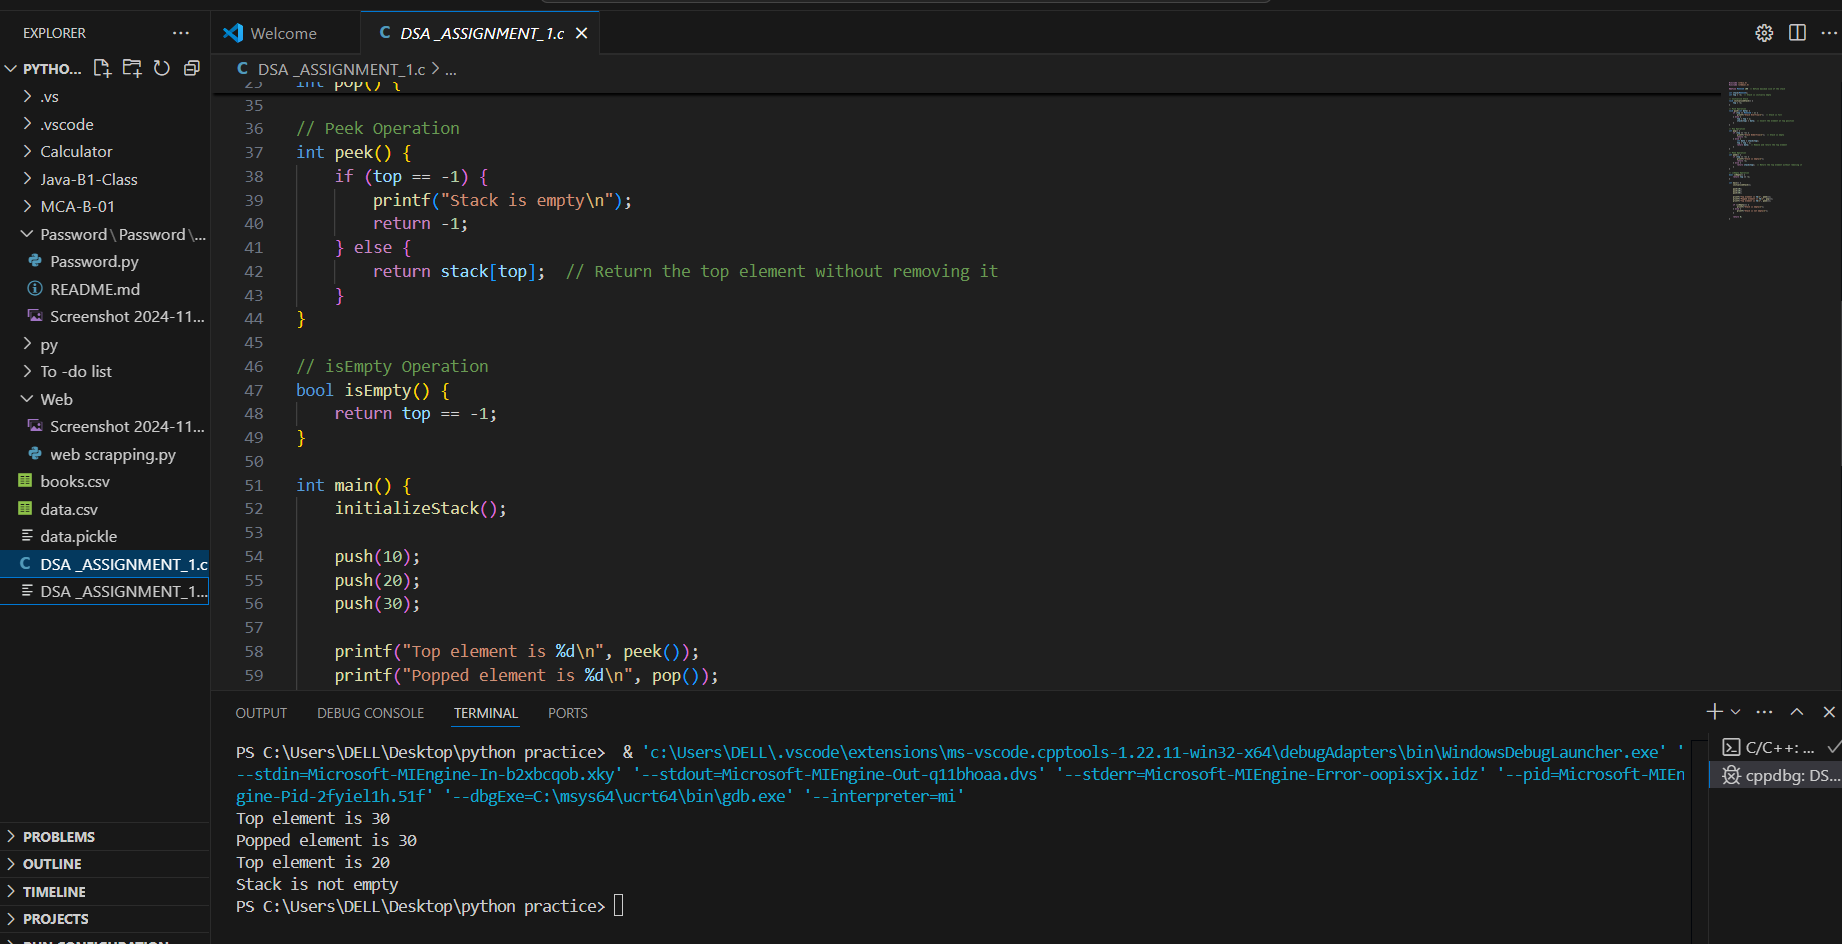 EXPLORER
PYTHO...
.vs
.vscode
Calculator
Java-B1-Class
MCA-B-01
Password\Password\...
Password.py
README.md
Screenshot 2024-11...
py
To -do list
Web
Screenshot 2024-11...
web scrapping.py
books.csv
data.csv
data.pickle
DSA _ASSIGNMENT_1.c
DSA _ASSIGNMENT_1...
PROBLEMS
OUTLINE
TIMELINE
PROJECTS
RUN CONFIGURATION
Welcome
C DSA _ASSIGNMENT_1.c
C DSA _ASSIGNMENT_1.c > ...
25 int pop() {
35
36 // Peek Operation
37 int peek() {
38 if (top == -1) {
39 printf("Stack is empty\n");
40 return -1;
41 } else {
42 return stack[top]; // Return the top element without removing it
43 }
44 }
45
46 // isEmpty Operation
47 bool isEmpty() {
48 return top == -1;
49 }
50
51 int main() {
52 initializeStack();
53
54 push(10);
55 push(20);
56 push(30);
57
58 printf("Top element is %d\n", peek());
59 printf("Popped element is %d\n", pop());
OUTPUT DEBUG CONSOLE TERMINAL PORTS
PS C:\Users\DELL\Desktop\python practice> & 'c:\Users\DELL\.vscode\extensions\ms-vscode.cpptools-1.22.11-win32-x64\debugAdapters\bin\WindowsDebugLauncher.exe' '
--stdin=Microsoft-MIEngine-In-b2xbcqob.xky' '--stdout=Microsoft-MIEngine-Out-q11bhoaa.dvs' '--stderr=Microsoft-MIEngine-Error-oopisxjx.idz' '--pid=Microsoft-MIEn
gine-Pid-2fyiel1h.51f' '--dbgExe=C:\msys64\ucrt64\bin\gdb.exe' '--interpreter=mi'
Top element is 30
Popped element is 30
Top element is 20
Stack is not empty
PS C:\Users\DELL\Desktop\python practice>
C/C++: ...
cppdbg: DS...